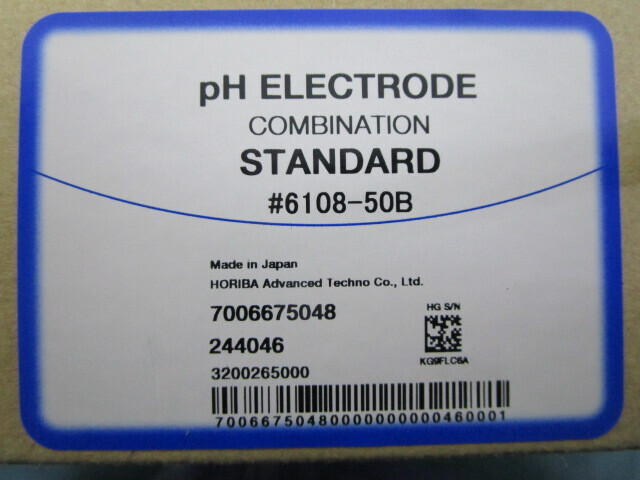 pH ELECTRODE
COMBINATION
STANDARD
#6108-50B
Made in Japan
HORIBA Advanced Techno Co., Ltd.
7006675048
HG S/N
244046
KG9FLC6A
3200265000
7006675048000000000460001